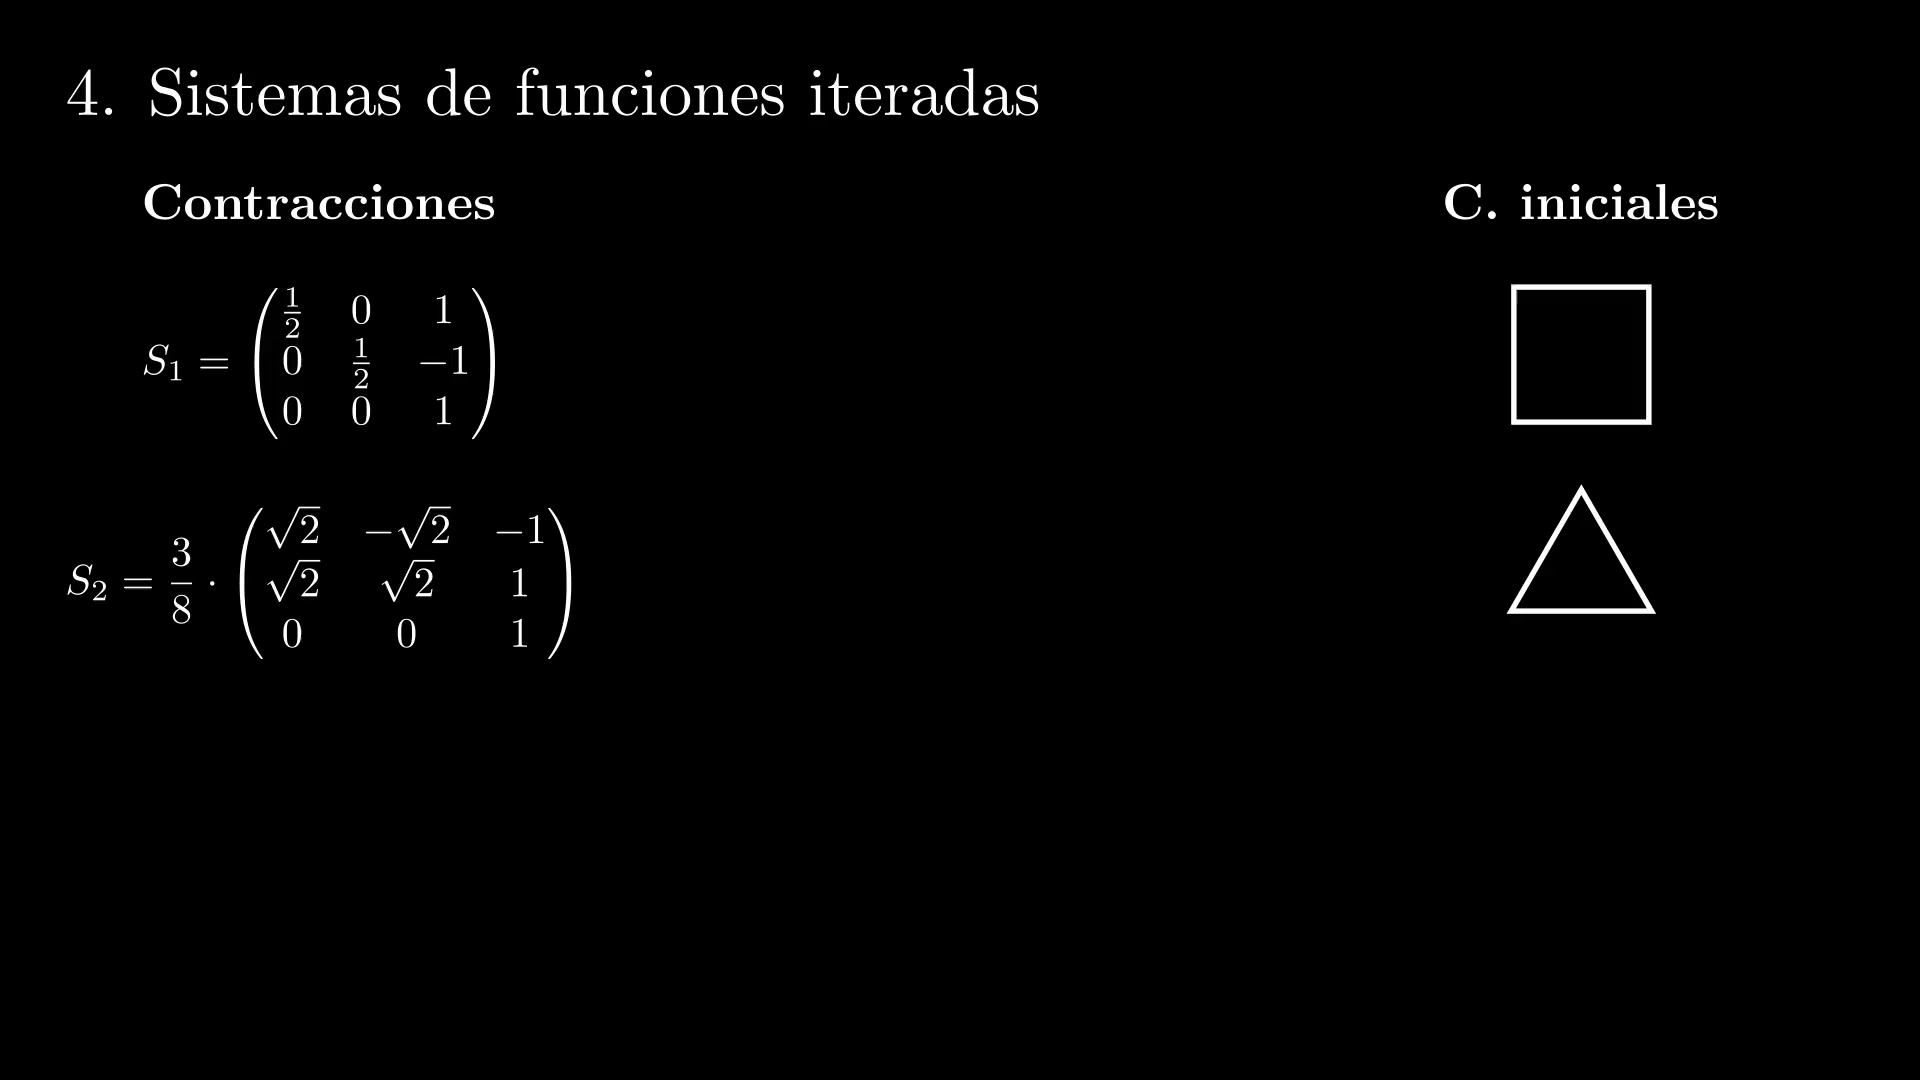 4. Sistemas de funciones iteradas
Contracciones
C. iniciales
$S_1 = \begin{pmatrix} \frac{1}{2} & 0 & 1 \\ 0 & \frac{1}{2} & -1 \\ 0 & 0 & 1 \end{pmatrix}$
$S_2 = \frac{3}{8} \cdot \begin{pmatrix} \sqrt{2} & -\sqrt{2} & -1 \\ \sqrt{2} & \sqrt{2} & 1 \\ 0 & 0 & 1 \end{pmatrix}$